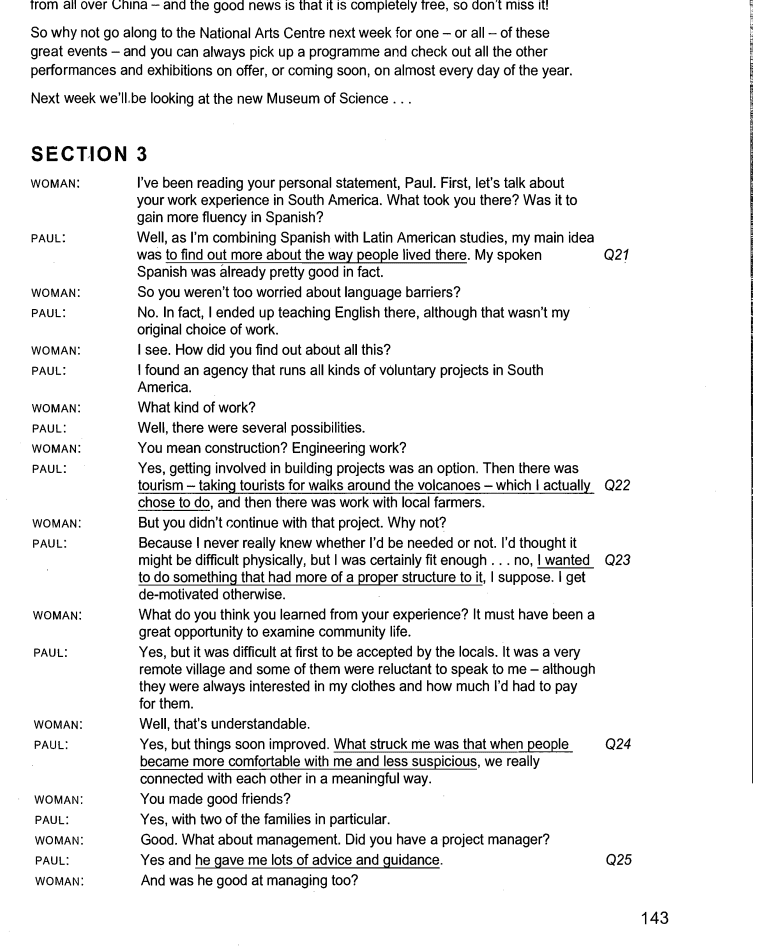 from all over China – and the good news is that it is completely free, so don't miss it!
So why not go along to the National Arts Centre next week for one – or all – of these
great events – and you can always pick up a programme and check out all the other
performances and exhibitions on offer, or coming soon, on almost every day of the year.
Next week we'll be looking at the new Museum of Science . . .
SECTION 3
WOMAN: I've been reading your personal statement, Paul. First, let's talk about
your work experience in South America. What took you there? Was it to
gain more fluency in Spanish?
PAUL: Well, as I'm combining Spanish with Latin American studies, my main idea
was to find out more about the way people lived there. My spoken Q21
Spanish was already pretty good in fact.
WOMAN: So you weren't too worried about language barriers?
PAUL: No. In fact, I ended up teaching English there, although that wasn't my
original choice of work.
WOMAN: I see. How did you find out about all this?
PAUL: I found an agency that runs all kinds of voluntary projects in South
America.
WOMAN: What kind of work?
PAUL: Well, there were several possibilities.
WOMAN: You mean construction? Engineering work?
PAUL: Yes, getting involved in building projects was an option. Then there was
tourism – taking tourists for walks around the volcanoes – which I actually Q22
chose to do, and then there was work with local farmers.
WOMAN: But you didn't continue with that project. Why not?
PAUL: Because I never really knew whether I'd be needed or not. I'd thought it
might be difficult physically, but I was certainly fit enough . . . no, I wanted Q23
to do something that had more of a proper structure to it, I suppose. I get
de-motivated otherwise.
WOMAN: What do you think you learned from your experience? It must have been a
great opportunity to examine community life.
PAUL: Yes, but it was difficult at first to be accepted by the locals. It was a very
remote village and some of them were reluctant to speak to me – although
they were always interested in my clothes and how much I'd had to pay
for them.
WOMAN: Well, that's understandable.
PAUL: Yes, but things soon improved. What struck me was that when people Q24
became more comfortable with me and less suspicious, we really
connected with each other in a meaningful way.
WOMAN: You made good friends?
PAUL: Yes, with two of the families in particular.
WOMAN: Good. What about management. Did you have a project manager?
PAUL: Yes and he gave me lots of advice and guidance. Q25
WOMAN: And was he good at managing too?
143